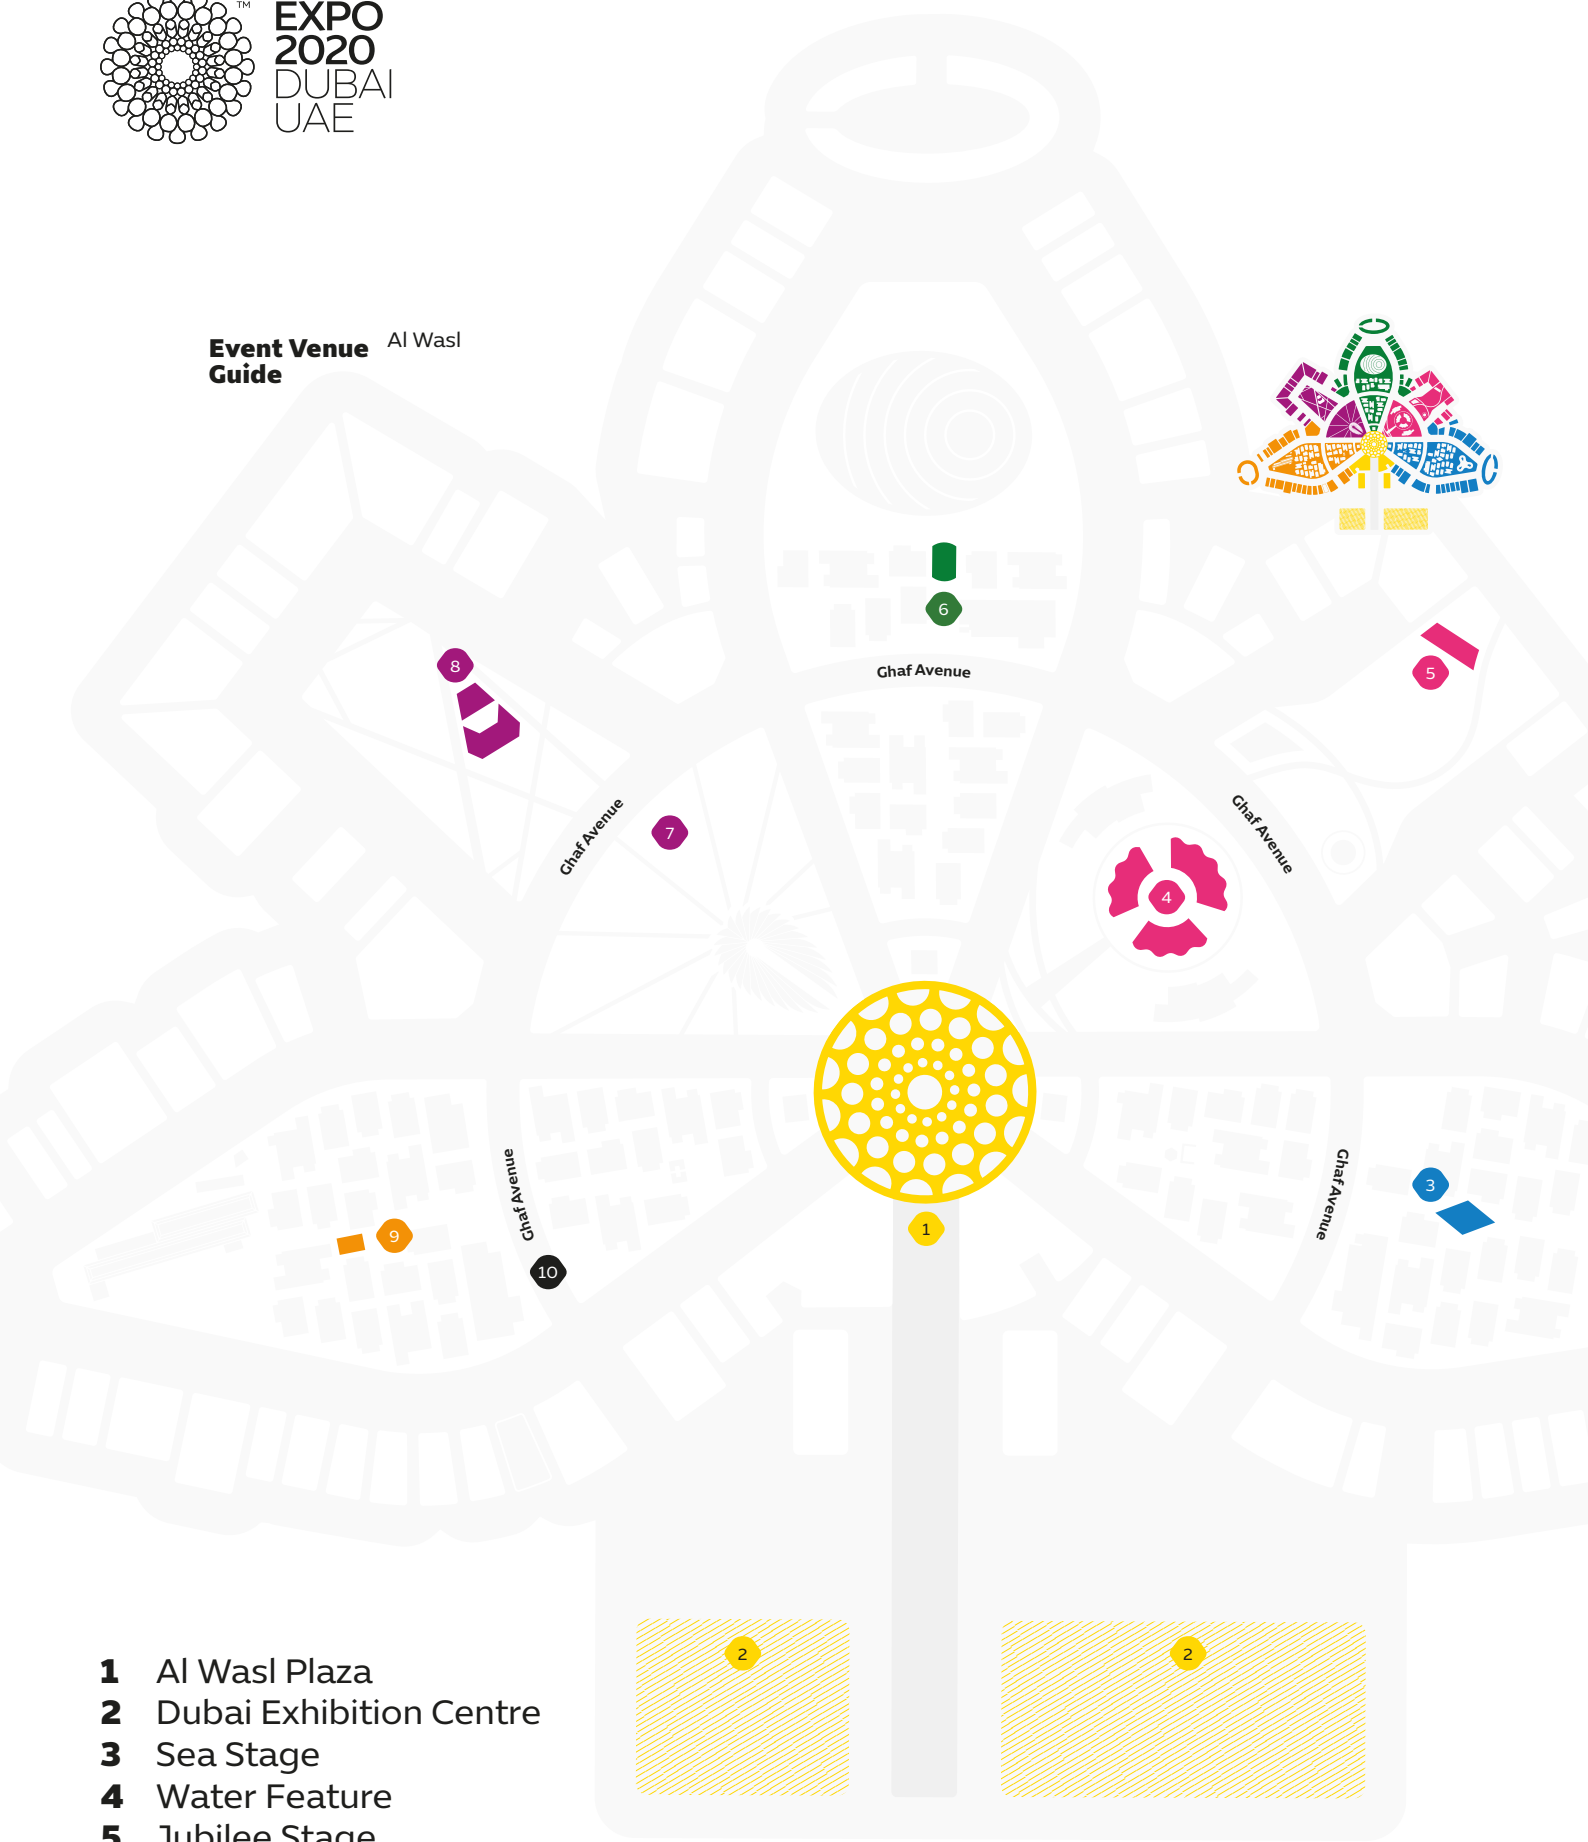 TM
EXPO
2020
DUBAI
UAE
Event Venue
Guide
Al Wasl
6
Ghaf Avenue
8
5
Ghaf Avenue
7
Ghaf Avenue
4
Ghaf Avenue
Ghaf Avenue
3
1
9
10
2
2
1 Al Wasl Plaza
2 Dubai Exhibition Centre
3 Sea Stage
4 Water Feature
5 Jubilee Stage